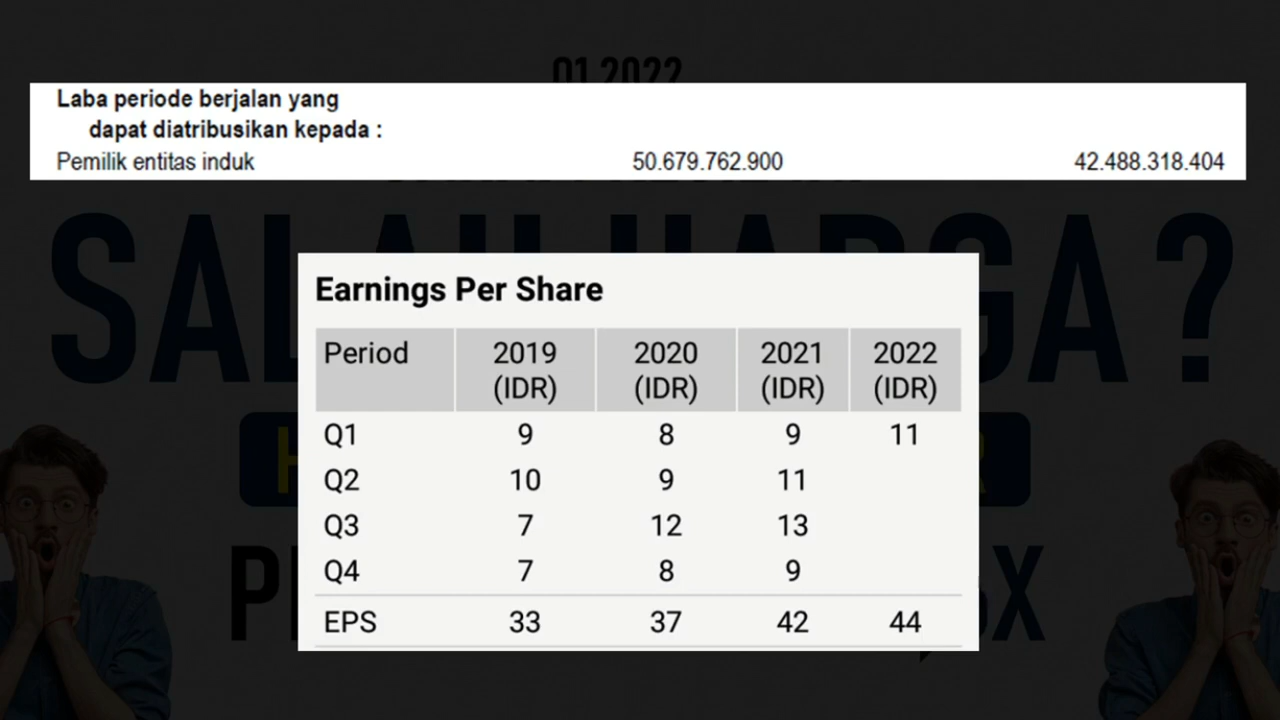 Q1 2022
Laba periode berjalan yang
dapat diatribusikan kepada :
Pemilik entitas induk 50.679.762.900 42.488.318.404
Earnings Per Share
Period 2019 (IDR) 2020 (IDR) 2021 (IDR) 2022 (IDR)
Q1 9 8 9 11
Q2 10 9 11
Q3 7 12 13
Q4 7 8 9
EPS 33 37 42 44